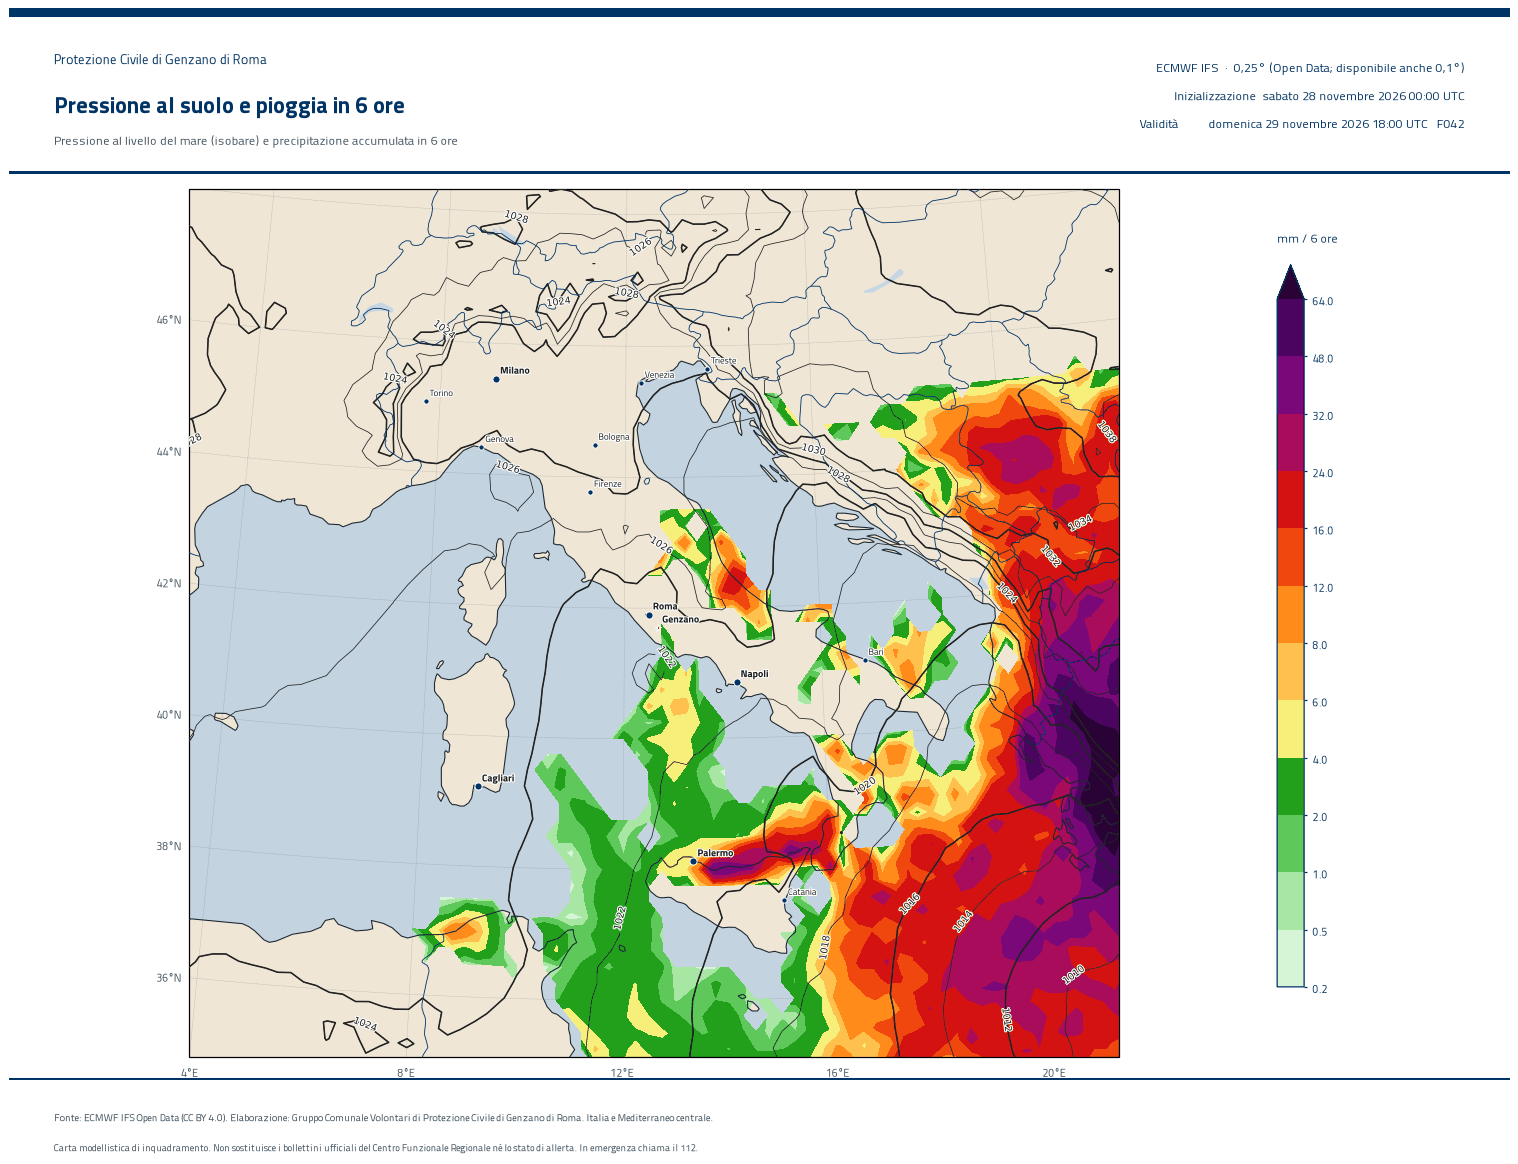 Protezione Civile di Genzano di Roma
Pressione al suolo e pioggia in 6 ore
Pressione al livello del mare (isobare) e precipitazione accumulata in 6 ore
ECMWF IFS · 0,25° (Open Data; disponibile anche 0,1°)
Inizializzazione sabato 28 novembre 2026 00:00 UTC
Validità domenica 29 novembre 2026 18:00 UTC F042
mm / 6 ore
64.0
48.0
32.0
24.0
16.0
12.0
8.0
6.0
4.0
2.0
1.0
0.5
0.2
46°N
44°N
42°N
40°N
38°N
36°N
4°E
8°E
12°E
16°E
20°E
1028
1026
1028
1024
1024
1024
Milano
Torino
Trieste
Venezia
Genova
Bologna
Firenze
1026
28
1030
1028
1038
1034
1032
1026
1024
Roma
Genzano
1022
Bari
Napoli
Cagliari
1020
Palermo
Catania
1022
1018
1016
1014
1010
1012
1024
Fonte: ECMWF IFS Open Data (CC BY 4.0). Elaborazione: Gruppo Comunale Volontari di Protezione Civile di Genzano di Roma. Italia e Mediterraneo centrale.
Carta modellistica di inquadramento. Non sostituisce i bollettini ufficiali del Centro Funzionale Regionale né lo stato di allerta. In emergenza chiama il 112.